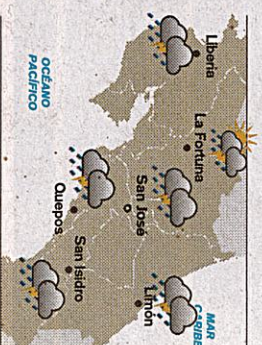 MAR
CARIBE
Liberia
La Fortuna
Limón
San José
OCÉANO
PACÍFICO
Quepos
San Isidro